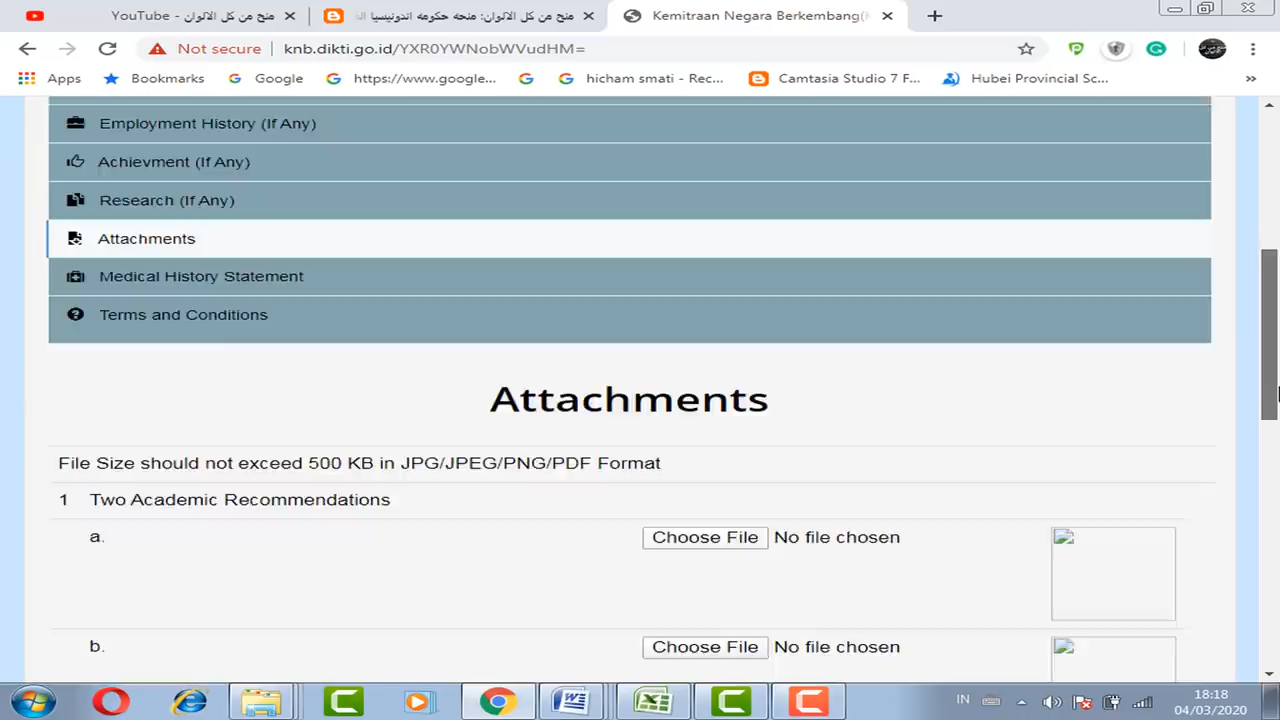 منح من كل الالوان - YouTube
منح من كل الالوان: منحه حكومه اندونيسيا ال
Kemitraan Negara Berkembang(
Not secure
knb.dikti.go.id/YXR0YWNobWVudHM=
Apps
Bookmarks
Google
https://www.google...
hicham smati - Rec...
Camtasia Studio 7 F...
Hubei Provincial Sc...
»
Employment History (If Any)
Achievment (If Any)
Research (If Any)
Attachments
Medical History Statement
Terms and Conditions
Attachments
File Size should not exceed 500 KB in JPG/JPEG/PNG/PDF Format
1 Two Academic Recommendations
a. Choose File No file chosen
b. Choose File No file chosen
IN
18:18
04/03/2020